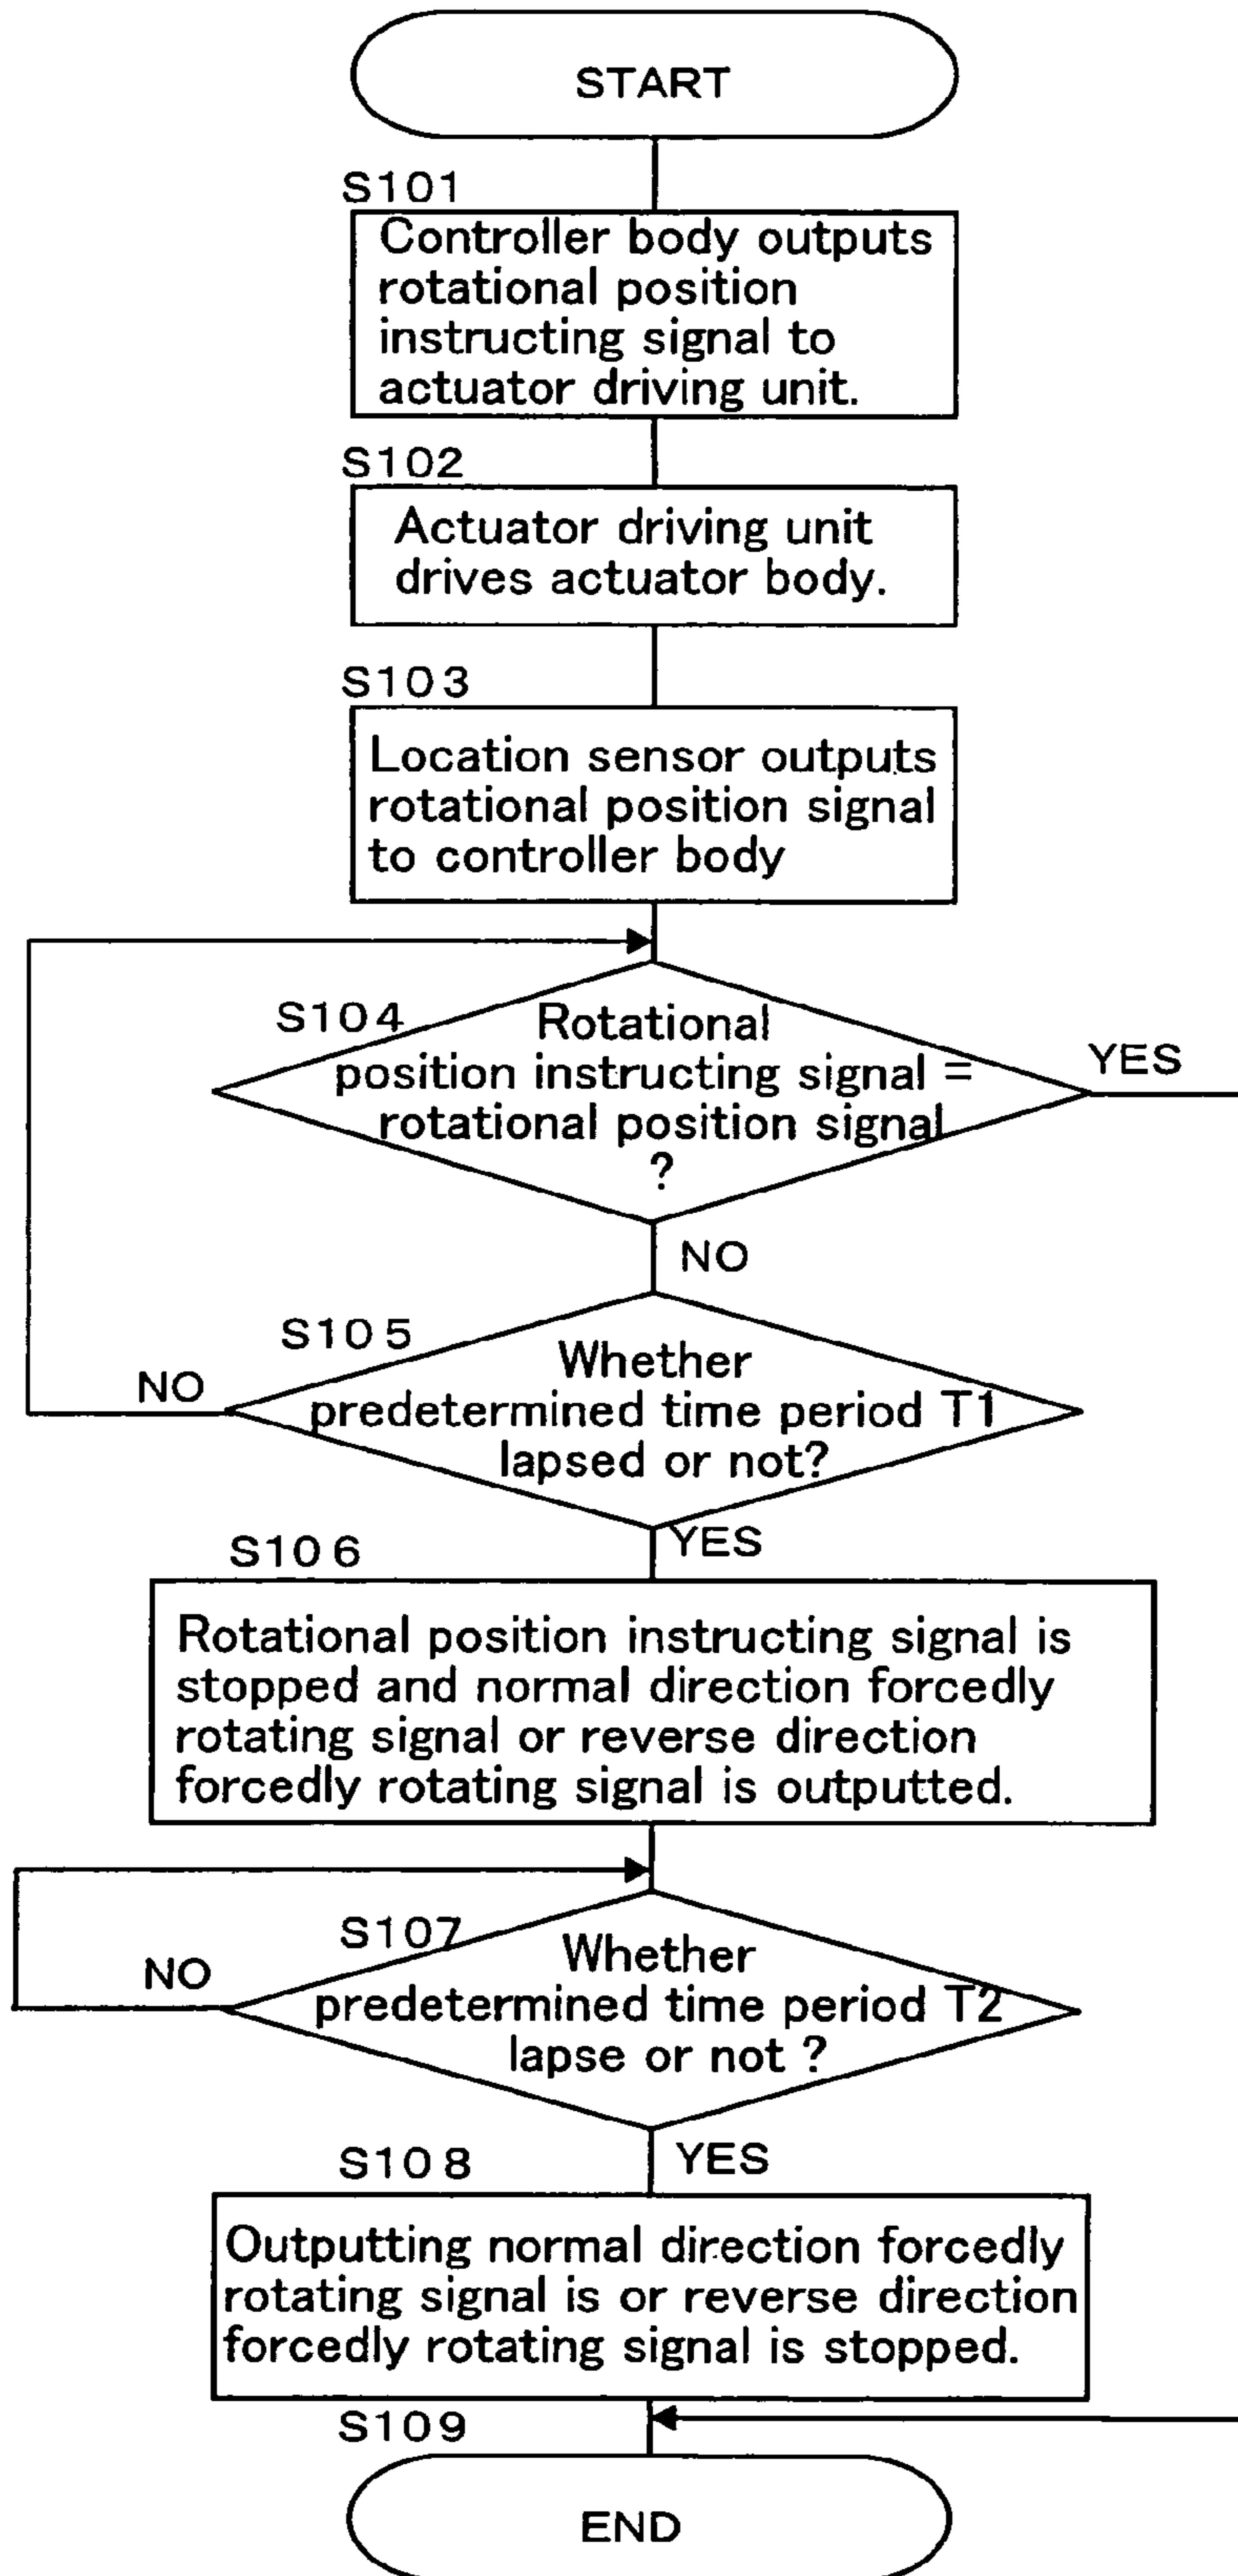 START
S101
Controller body outputs
rotational position
instructing signal to
actuator driving unit.
S102
Actuator driving unit
drives actuator body.
S103
Location sensor outputs
rotational position signal
to controller body
S104
Rotational
position instructing signal =
rotational position signal
?
YES
NO
S105
Whether
predetermined time period T1
lapsed or not?
NO
YES
S106
Rotational position instructing signal is
stopped and normal direction forcedly
rotating signal or reverse direction
forcedly rotating signal is outputted.
S107
Whether
predetermined time period T2
lapse or not ?
NO
YES
S108
Outputting normal direction forcedly
rotating signal is or reverse direction
forcedly rotating signal is stopped.
S109
END